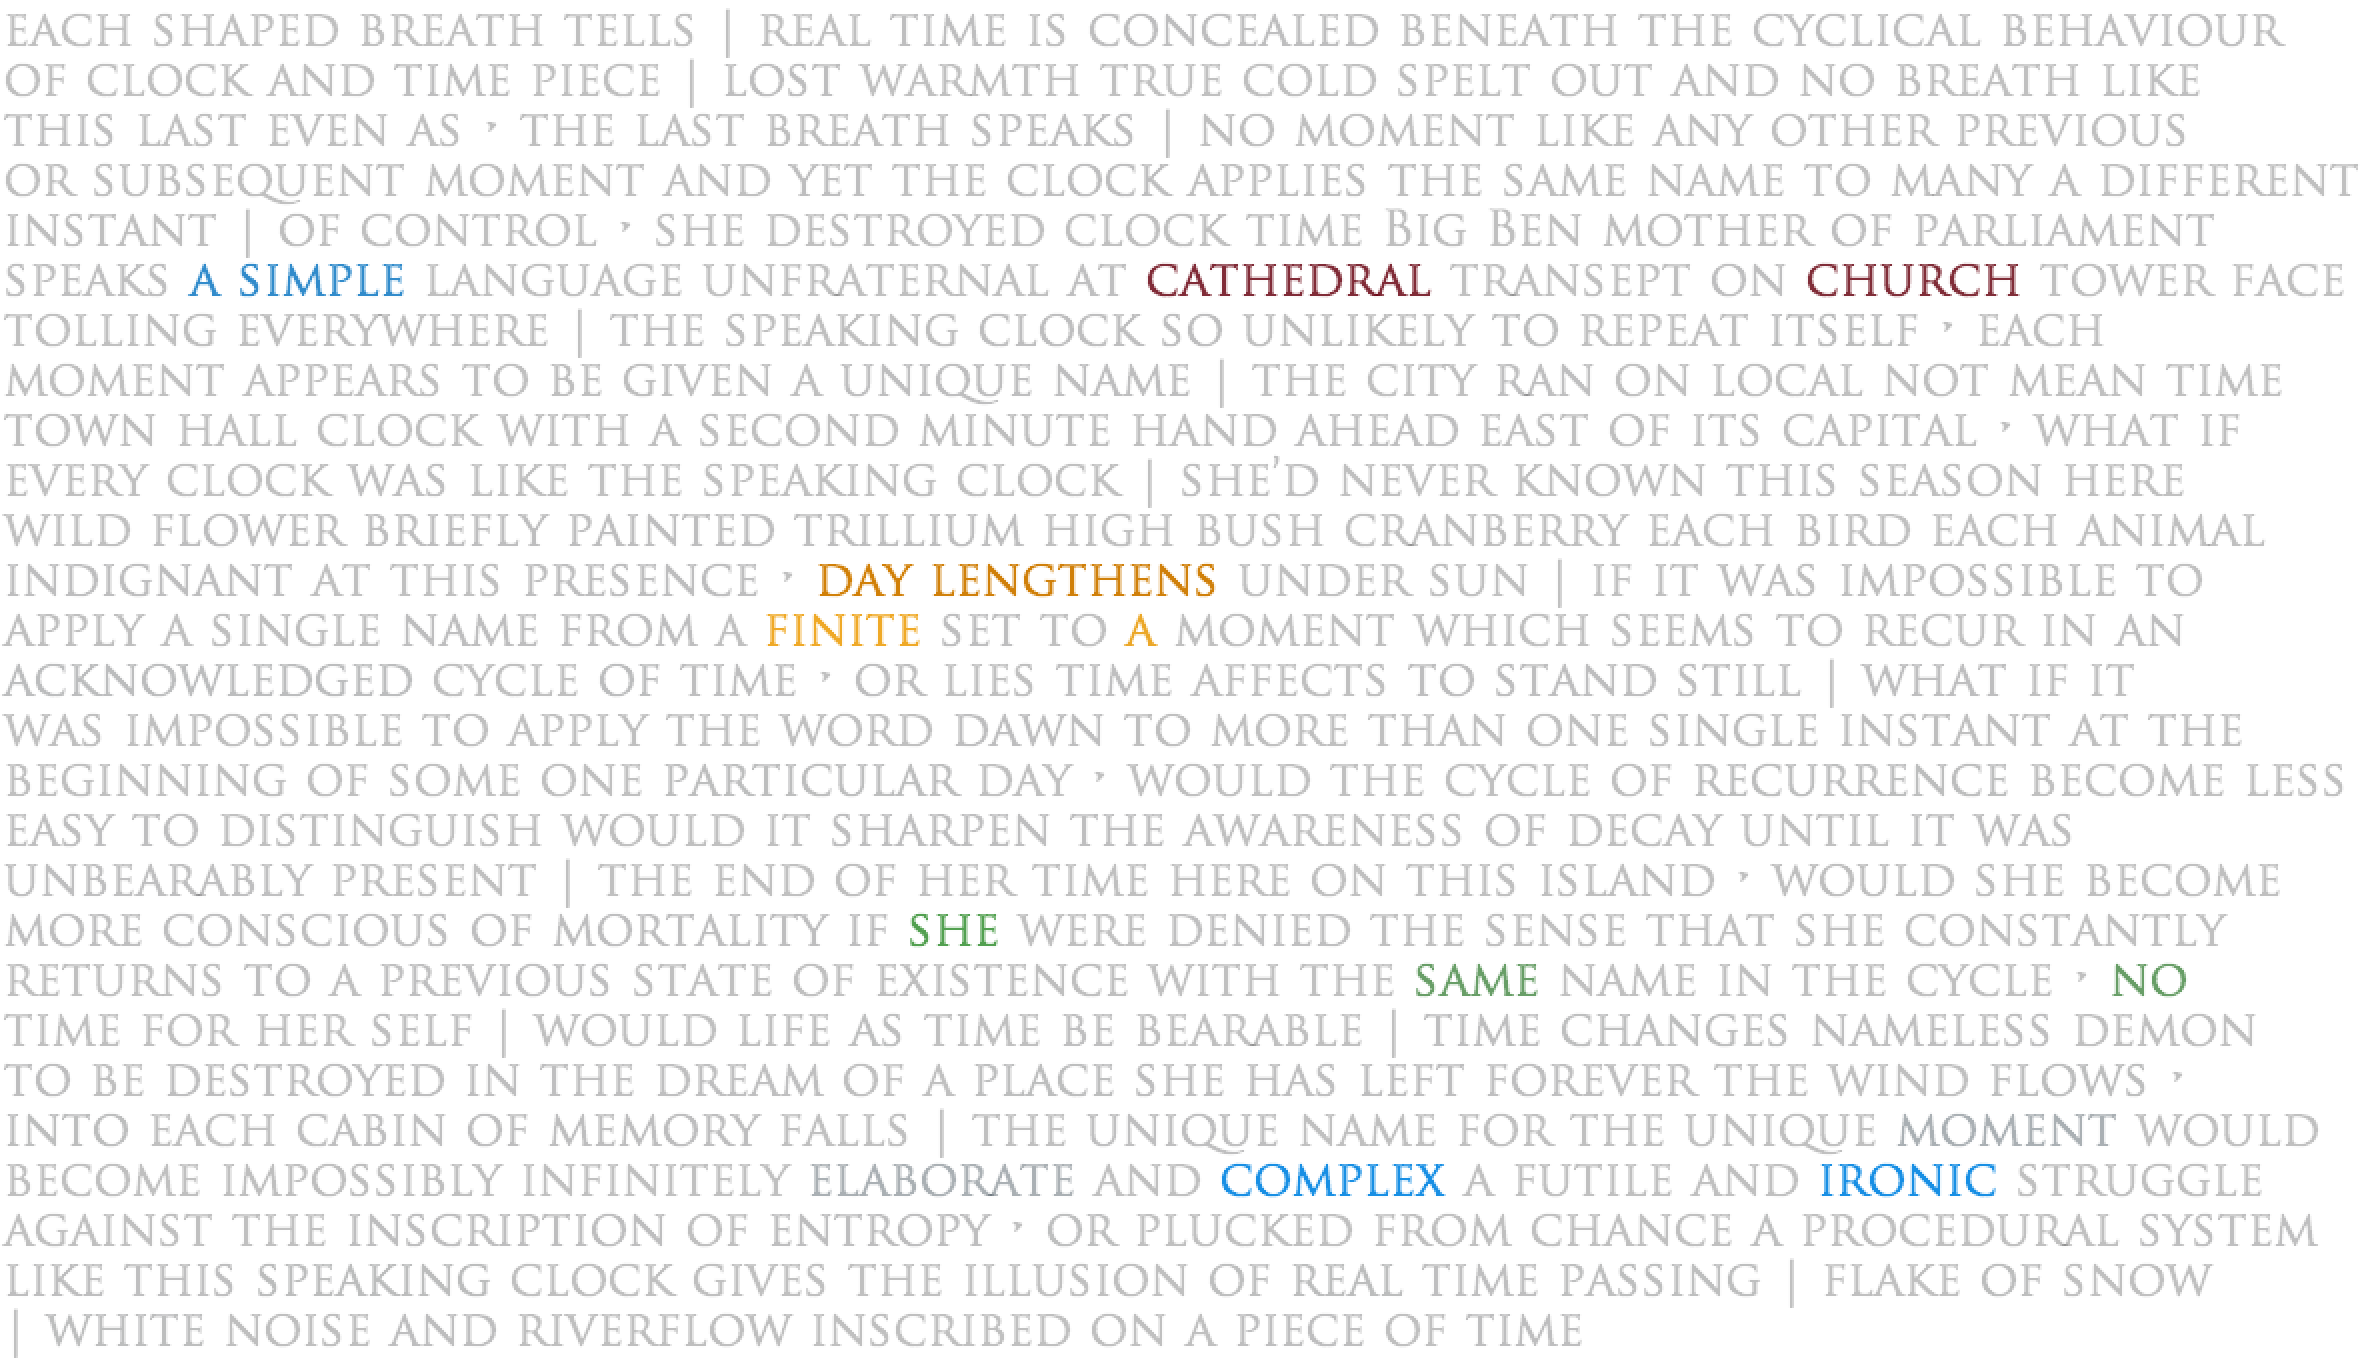 EACH SHAPED BREATH TELLS | REAL TIME IS CONCEALED BENEATH THE CYCLICAL BEHAVIOUR
OF CLOCK AND TIME PIECE | LOST WARMTH TRUE COLD SPELT OUT AND NO BREATH LIKE
THIS LAST EVEN AS ’ THE LAST BREATH SPEAKS | NO MOMENT LIKE ANY OTHER PREVIOUS
OR SUBSEQUENT MOMENT AND YET THE CLOCK APPLIES THE SAME NAME TO MANY A DIFFERENT
INSTANT | OF CONTROL ’ SHE DESTROYED CLOCK TIME BIG BEN MOTHER OF PARLIAMENT
SPEAKS A SIMPLE LANGUAGE UNFRATERNAL AT CATHEDRAL TRANSEPT ON CHURCH TOWER FACE
TOLLING EVERYWHERE | THE SPEAKING CLOCK SO UNLIKELY TO REPEAT ITSELF ’ EACH
MOMENT APPEARS TO BE GIVEN A UNIQUE NAME | THE CITY RAN ON LOCAL NOT MEAN TIME
TOWN HALL CLOCK WITH A SECOND MINUTE HAND AHEAD EAST OF ITS CAPITAL ’ WHAT IF
EVERY CLOCK WAS LIKE THE SPEAKING CLOCK | SHE’D NEVER KNOWN THIS SEASON HERE
WILD FLOWER BRIEFLY PAINTED TRILLIUM HIGH BUSH CRANBERRY EACH BIRD EACH ANIMAL
INDIGNANT AT THIS PRESENCE ’ DAY LENGTHENS UNDER SUN | IF IT WAS IMPOSSIBLE TO
APPLY A SINGLE NAME FROM A FINITE SET TO A MOMENT WHICH SEEMS TO RECUR IN AN
ACKNOWLEDGED CYCLE OF TIME ’ OR LIES TIME AFFECTS TO STAND STILL | WHAT IF IT
WAS IMPOSSIBLE TO APPLY THE WORD DAWN TO MORE THAN ONE SINGLE INSTANT AT THE
BEGINNING OF SOME ONE PARTICULAR DAY ’ WOULD THE CYCLE OF RECURRENCE BECOME LESS
EASY TO DISTINGUISH WOULD IT SHARPEN THE AWARENESS OF DECAY UNTIL IT WAS
UNBEARABLY PRESENT | THE END OF HER TIME HERE ON THIS ISLAND ’ WOULD SHE BECOME
MORE CONSCIOUS OF MORTALITY IF SHE WERE DENIED THE SENSE THAT SHE CONSTANTLY
RETURNS TO A PREVIOUS STATE OF EXISTENCE WITH THE SAME NAME IN THE CYCLE ’ NO
TIME FOR HER SELF | WOULD LIFE AS TIME BE BEARABLE | TIME CHANGES NAMELESS DEMON
TO BE DESTROYED IN THE DREAM OF A PLACE SHE HAS LEFT FOREVER THE WIND FLOWS ’
INTO EACH CABIN OF MEMORY FALLS | THE UNIQUE NAME FOR THE UNIQUE MOMENT WOULD
BECOME IMPOSSIBLY INFINITELY ELABORATE AND COMPLEX A FUTILE AND IRONIC STRUGGLE
AGAINST THE INSCRIPTION OF ENTROPY ’ OR PLUCKED FROM CHANCE A PROCEDURAL SYSTEM
LIKE THIS SPEAKING CLOCK GIVES THE ILLUSION OF REAL TIME PASSING | FLAKE OF SNOW
| WHITE NOISE AND RIVERFLOW INSCRIBED ON A PIECE OF TIME